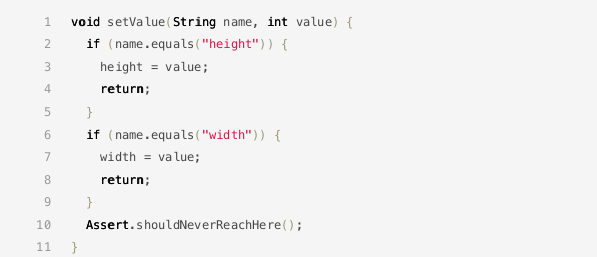 1 void setValue(String name, int value) {
2   if (name.equals("height")) {
3     height = value;
4     return;
5   }
6   if (name.equals("width")) {
7     width = value;
8     return;
9   }
10   Assert.shouldNeverReachHere();
11 }